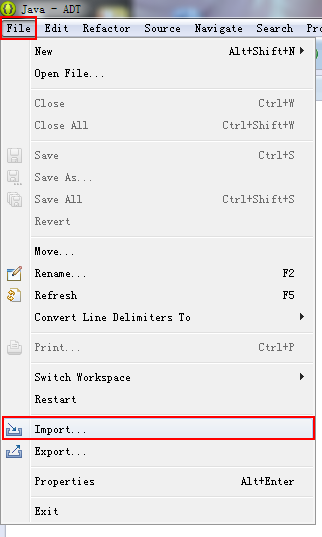 Java - ADT
File Edit Refactor Source Navigate Search
New Alt+Shift+N
Open File...
Close Ctrl+W
Close All Ctrl+Shift+W
Save Ctrl+S
Save As...
Save All Ctrl+Shift+S
Revert
Move...
Rename... F2
Refresh F5
Convert Line Delimiters To
Print... Ctrl+P
Switch Workspace
Restart
Import...
Export...
Properties Alt+Enter
Exit